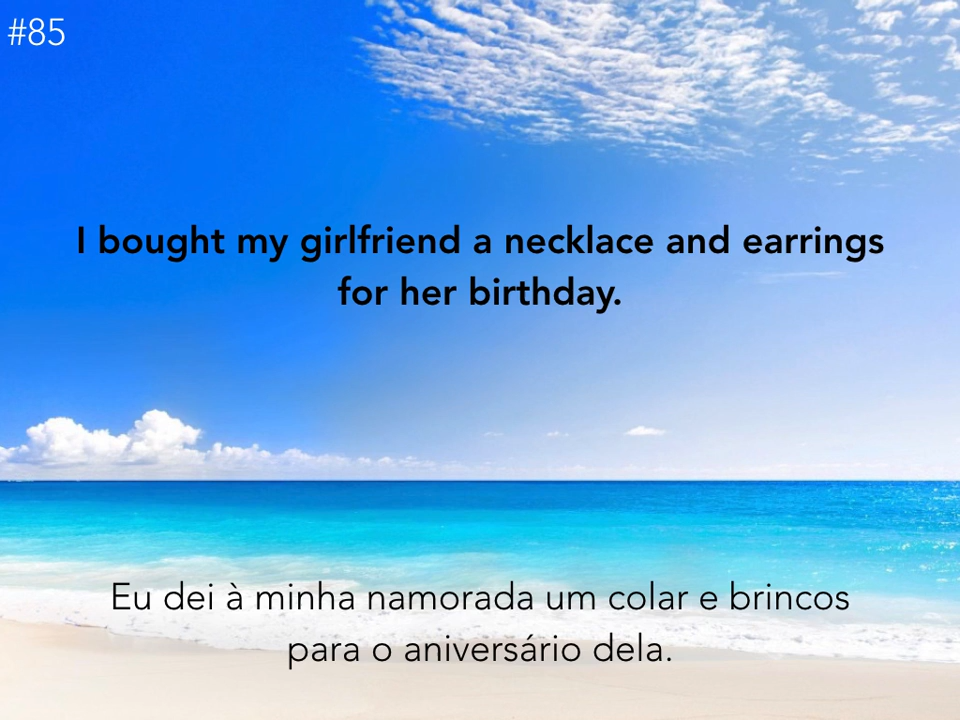 #85
I bought my girlfriend a necklace and earrings
for her birthday.
Eu dei à minha namorada um colar e brincos
para o aniversário dela.